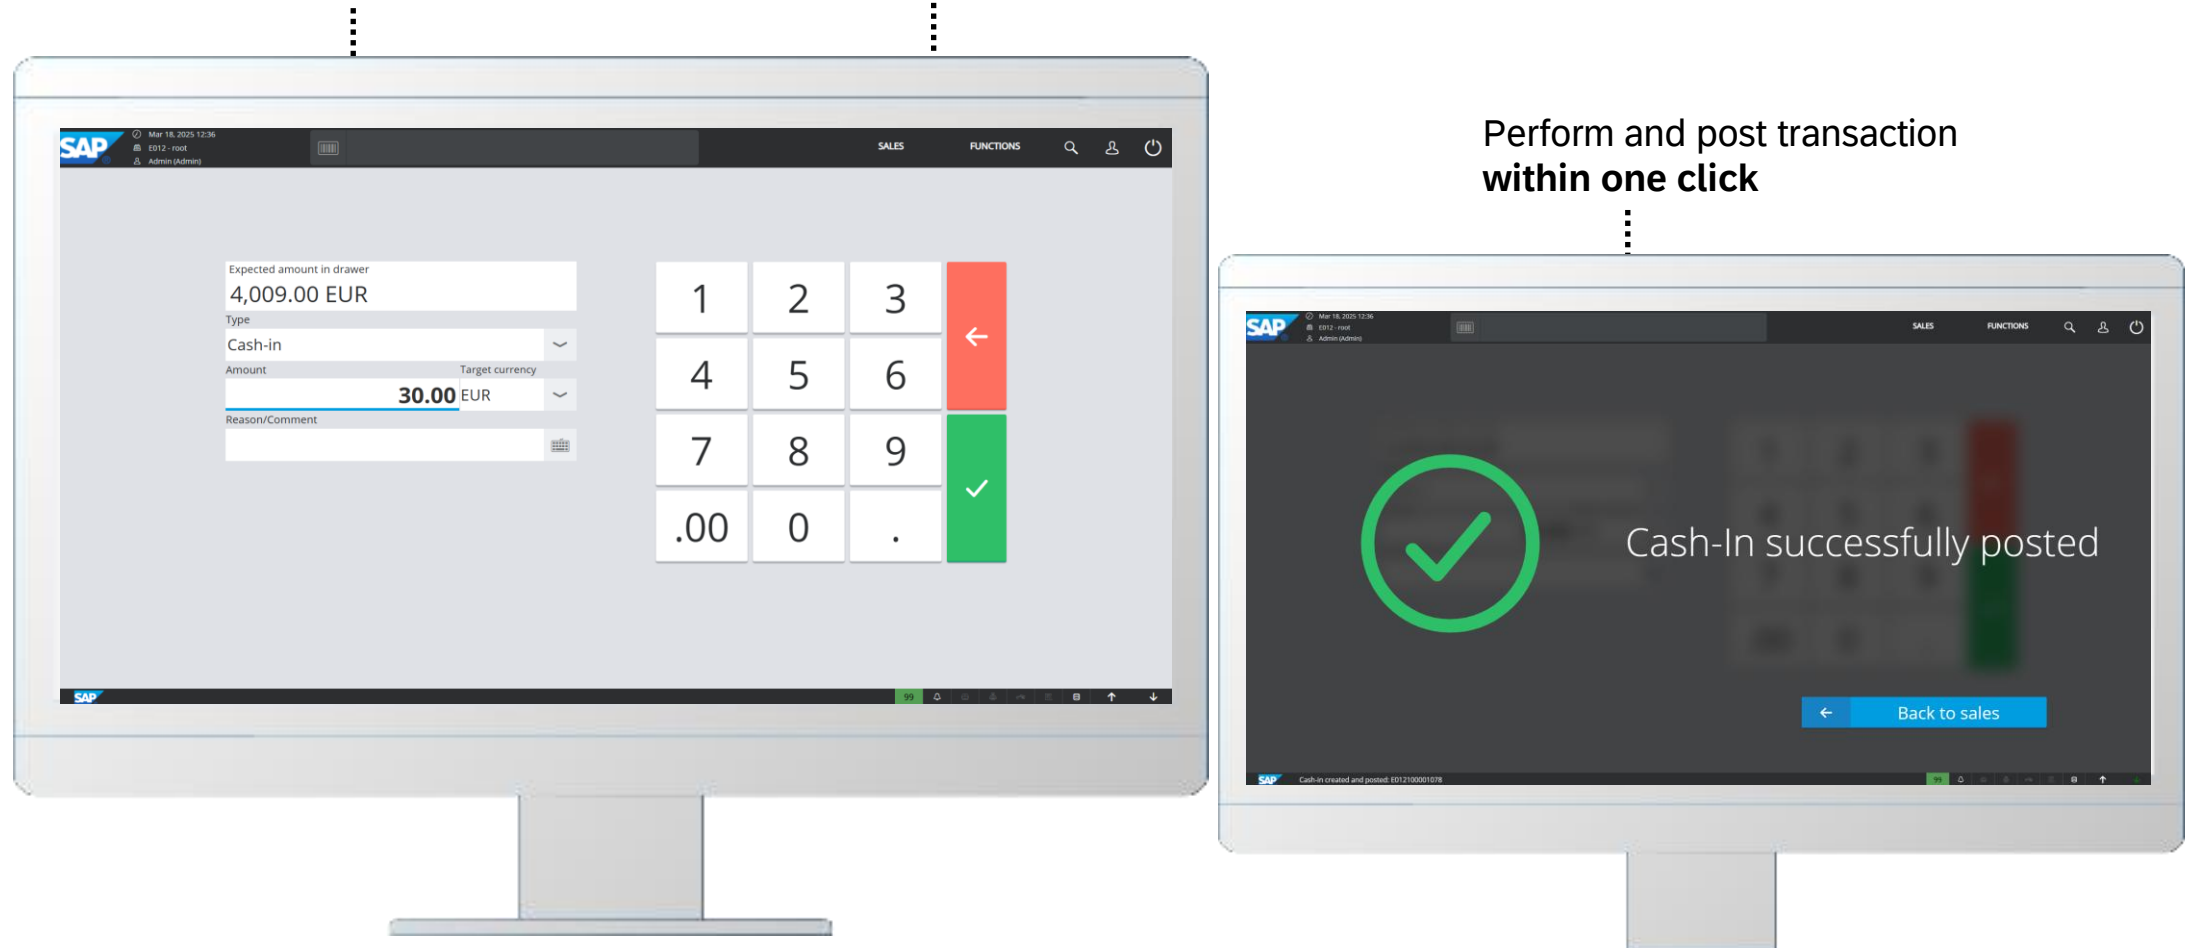 SAP
Mar 18, 2025 12:36
E012 - root
Admin (Admin)
SALES
FUNCTIONS
Expected amount in drawer
4,009.00 EUR
Type
Cash-in
Amount
Target currency
30.00
EUR
Reason/Comment
1
2
3
4
5
6
7
8
9
.00
0
.
SAP
99
Perform and post transaction
within one click
SAP
Mar 18, 2025 12:36
E012 - root
Admin (Admin)
SALES
FUNCTIONS
Cash-In successfully posted
Back to sales
SAP
Cash-in created and posted: E012100001078
99